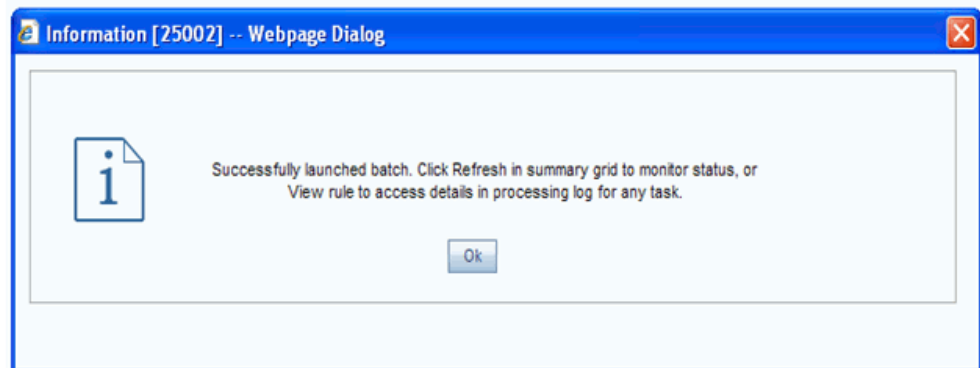 Information [25002] -- Webpage Dialog
Successfully launched batch. Click Refresh in summary grid to monitor status, or
View rule to access details in processing log for any task.
Ok